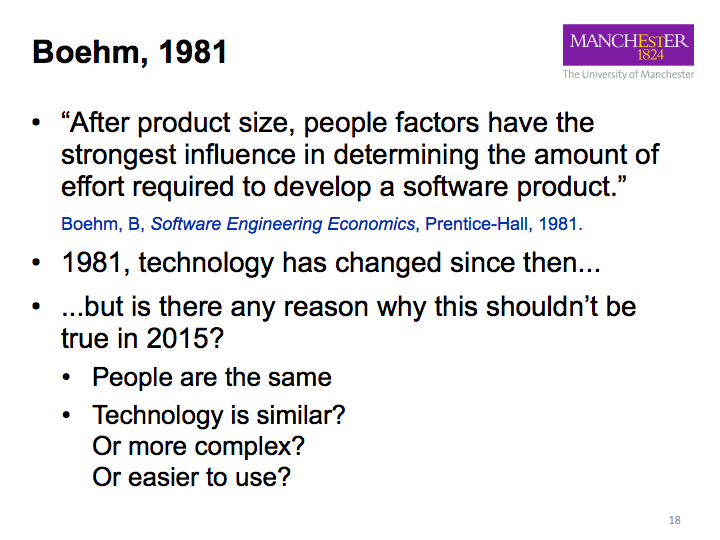 Boehm, 1981
MANCHEsTER
1824
The University of Manchester
• “After product size, people factors have the
strongest influence in determining the amount of
effort required to develop a software product.”
Boehm, B, Software Engineering Economics, Prentice-Hall, 1981.
• 1981, technology has changed since then...
• ...but is there any reason why this shouldn’t be
true in 2015?
• People are the same
• Technology is similar?
Or more complex?
Or easier to use?
18